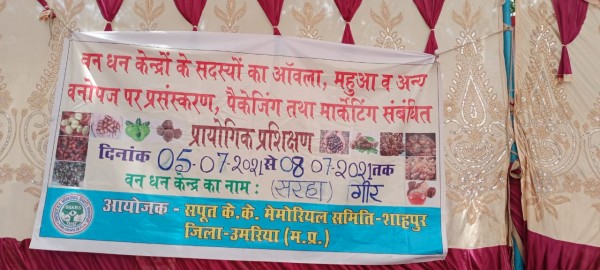 वन धन केन्द्रों के सदस्यों का आँवला, महुआ व अन्य
वनोपज पर प्रसंस्करण, पैकेजिंग तथा मार्केटिंग संबंधित
प्रायोगिक प्रशिक्षण
दिनांक 05-07-2021 से 08 07-2021 तक
वन धन केन्द्र का नाम : (सरहा) गौर
आयोजक - सपूत के.के. मेमोरियल समिति-शाहपुर
जिला-उमरिया (म.प्र.)